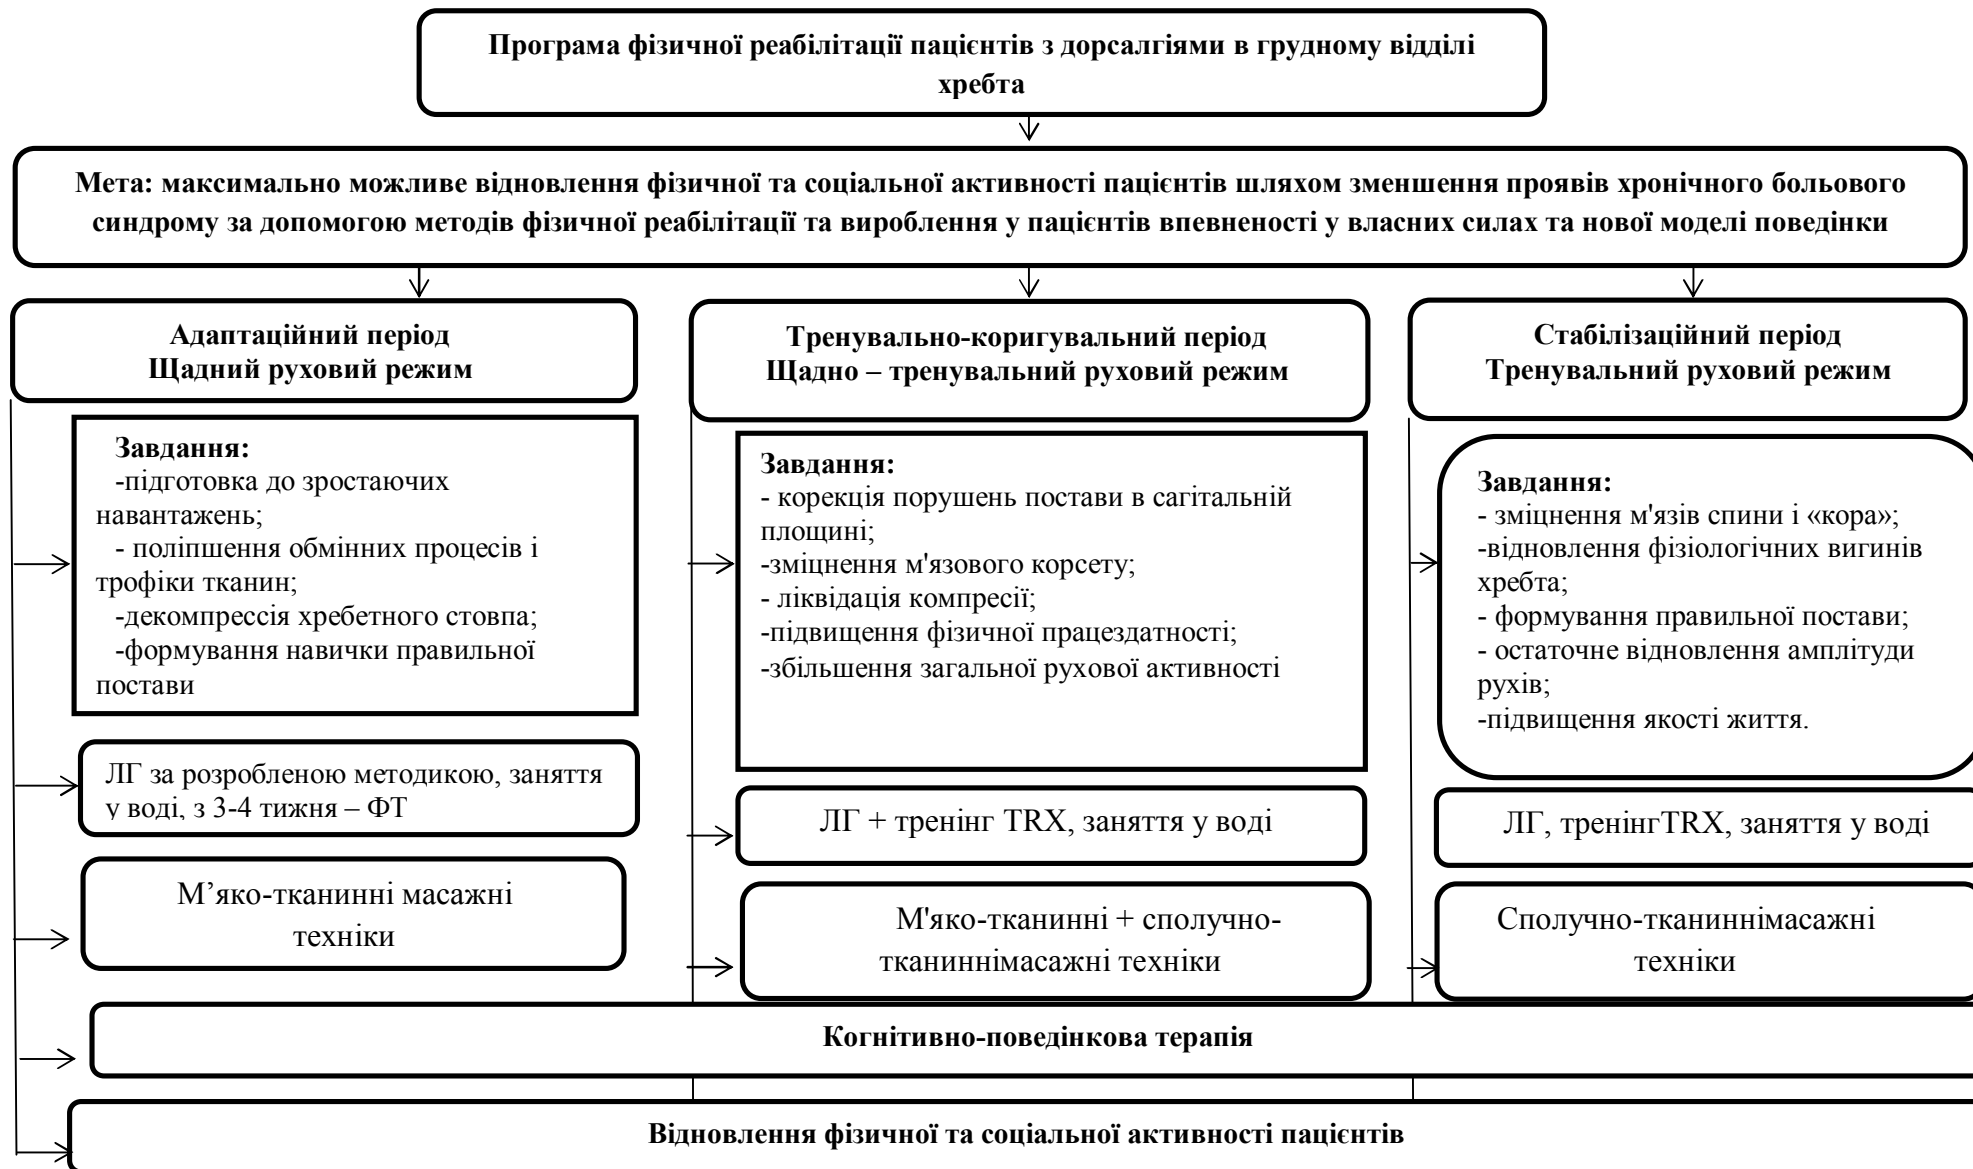 Програма фізичної реабілітації пацієнтів з дорсалгіями в грудному відділі
хребта
Мета: максимально можливе відновлення фізичної та соціальної активності пацієнтів шляхом зменшення проявів хронічного больового
синдрому за допомогою методів фізичної реабілітації та вироблення у пацієнтів впевненості у власних силах та нової моделі поведінки
Адаптаційний період
Щадний руховий режим
Завдання:
-підготовка до зростаючих
навантажень;
- поліпшення обмінних процесів і
трофіки тканин;
-декомпрессія хребетного стовпа;
-формування навички правильної
постави
ЛГ за розробленою методикою, заняття
у воді, з 3-4 тижня – ФТ
М’яко-тканинні масажні
техніки
Тренувально-коригувальний період
Щадно – тренувальний руховий режим
Завдання:
- корекція порушень постави в сагітальній
площині;
-зміцнення м'язового корсету;
- ліквідація компресії;
-підвищення фізичної працездатності;
-збільшення загальної рухової активності
ЛГ + тренінг TRX, заняття у воді
М'яко-тканинні + сполучно-
тканиннімасажні техніки
Стабілізаційний період
Тренувальний руховий режим
Завдання:
- зміцнення м'язів спини і «кора»;
-відновлення фізіологічних вигинів
хребта;
- формування правильної постави;
- остаточне відновлення амплітуди
рухів;
-підвищення якості життя.
ЛГ, тренінгTRX, заняття у воді
Сполучно-тканиннімасажні
техніки
Когнітивно-поведінкова терапія
Відновлення фізичної та соціальної активності пацієнтів